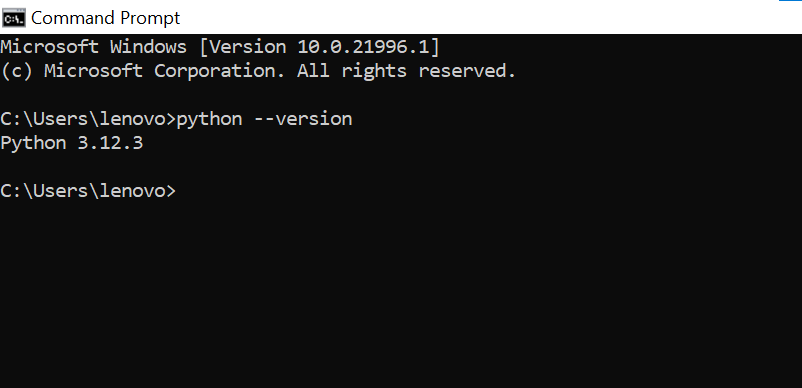 Command Prompt
Microsoft Windows [Version 10.0.21996.1]
(c) Microsoft Corporation. All rights reserved.
C:\Users\lenovo>python --version
Python 3.12.3
C:\Users\lenovo>